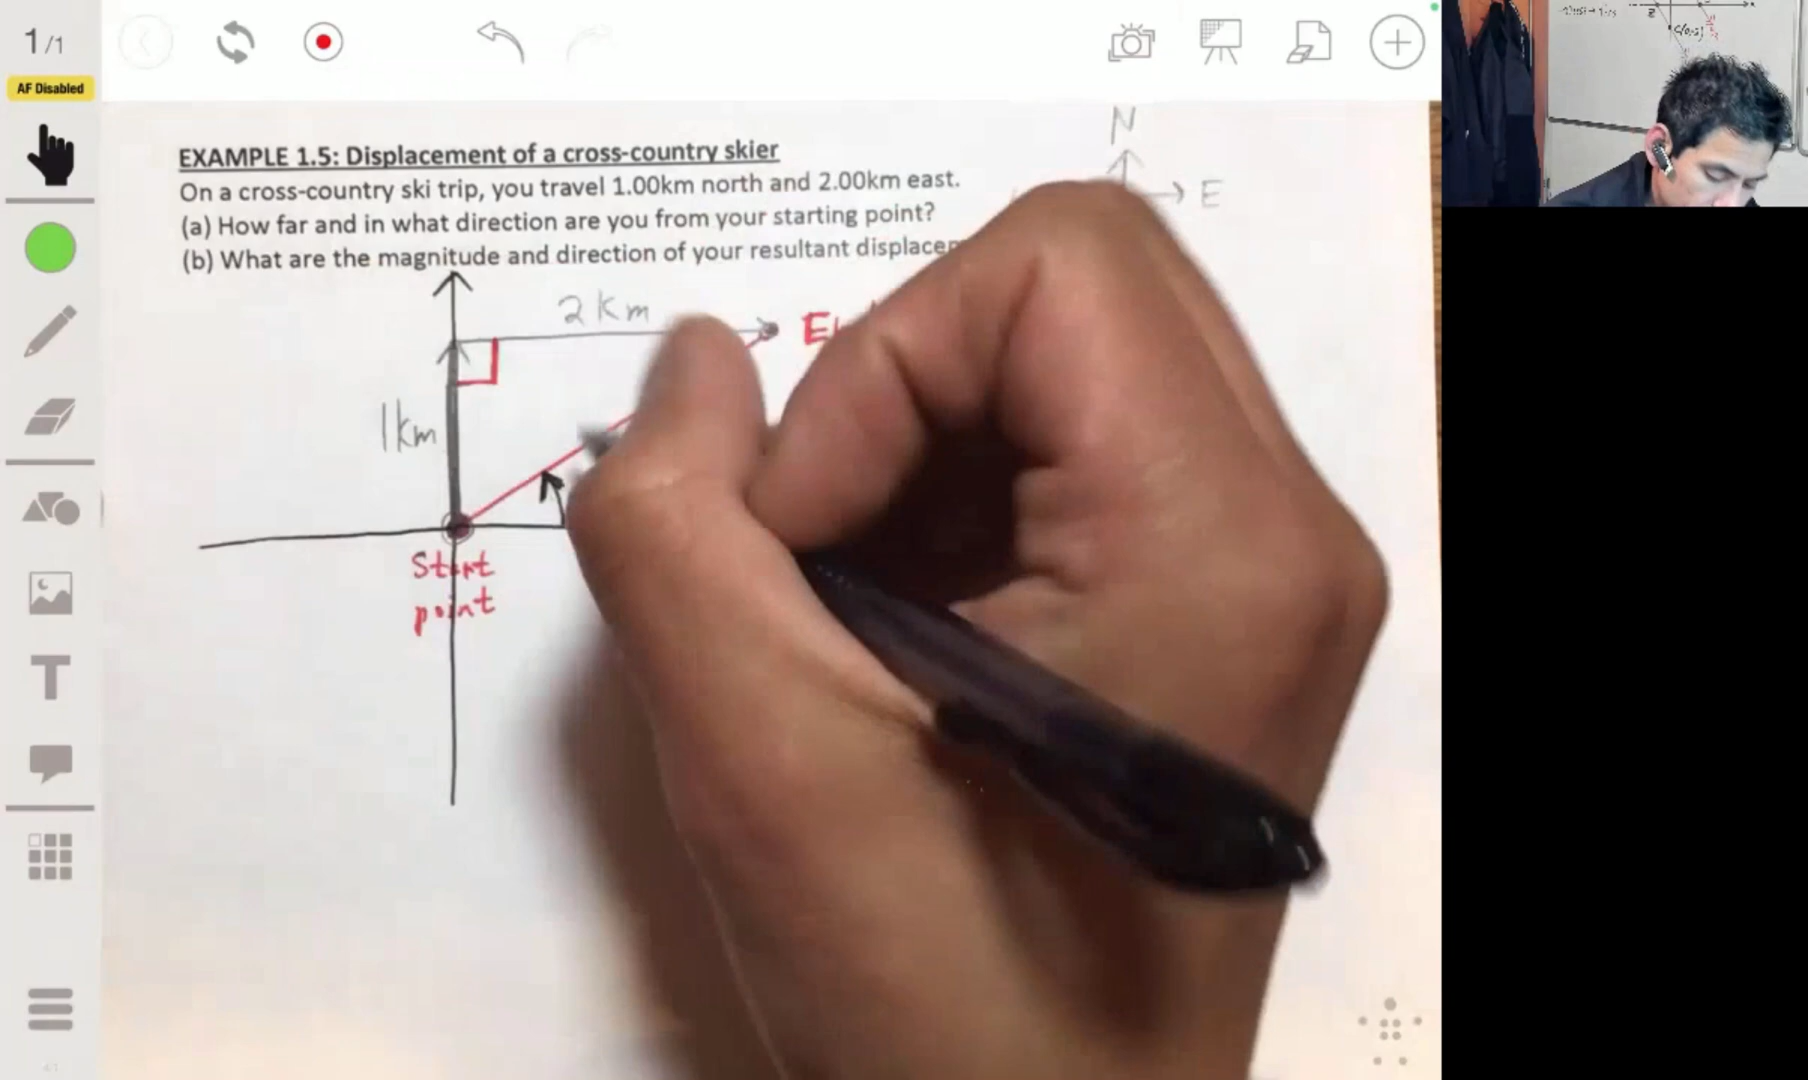 1/1
AF Disabled
N
E
EXAMPLE 1.5: Displacement of a cross-country skier
On a cross-country ski trip, you travel 1.00km north and 2.00km east.
(a) How far and in what direction are you from your starting point?
(b) What are the magnitude and direction of your resultant
2 km
1km
Start
point
T